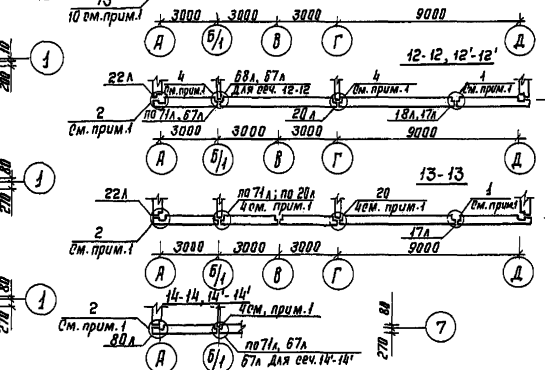 13
10 см.прим.1
3000 3000 3000 9000
А Б/1 В Г Д
1
12-12, 12'-12'
22л 4 68л, 67л 4 1
см.прим.1 Для сеч. 12-12 см.прим.1 См.прим.1
2
См.прим.1 по 71л, 67л 20л 18л, 17л
3000 3000 3000 9000
270 80
1
А Б/1 В Г Д
13-13
22л по 71л; по 20л 20 1
4 см. прим.1 4 см. прим.1 См.прим.1
2
См.прим.1 17л
3000 3000 3000 9000
А Б/1 В Г Д
270 80
1
14-14, 14'-14'
2 4 см. прим.1
См.прим.1
80л
по 71л, 67л
67л Для сеч. 14'-14'
А Б/1
270 80
7